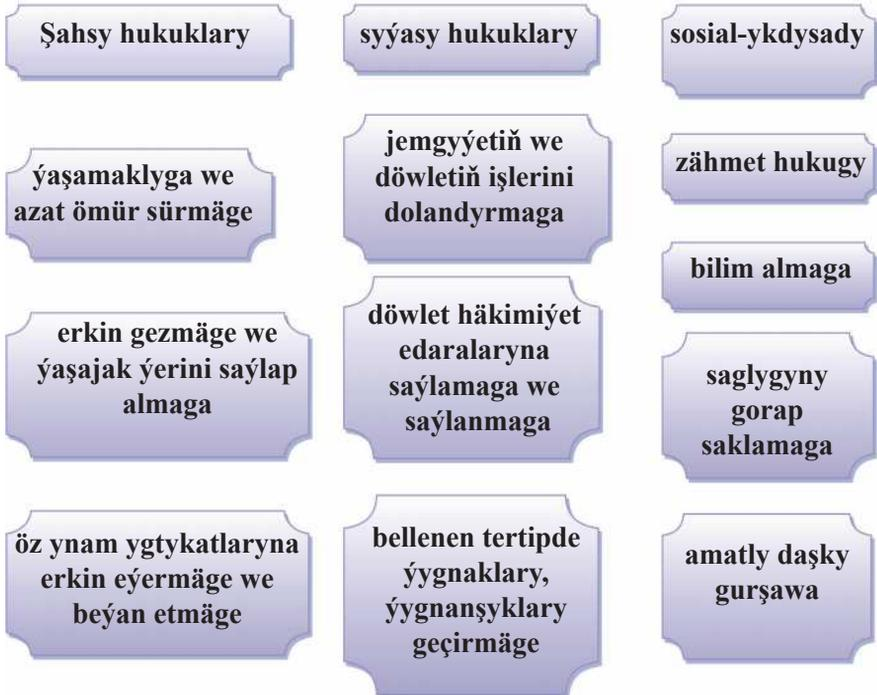 Şahsy hukuklary
ýaşamaklyga we
azat ömür sürmäge
erkin gezmäge we
ýaşajak ýerini saýlap
almaga
öz ynam ygtykatlaryna
erkin eýermäge we
beýan etmäge
syýasy hukuklary
jemgyýetiň we
döwletiň işlerini
dolandyrmaga
döwlet häkimiýet
edaralaryna
saýlamaga we
saýlanmaga
bellenen tertipde
ýygnaklary,
ýygnanşyklary
geçirmäge
sosial-ykdysady
zähmet hukugy
bilim almaga
saglygyny
gorap
saklamaga
amatly daşky
gurşawa